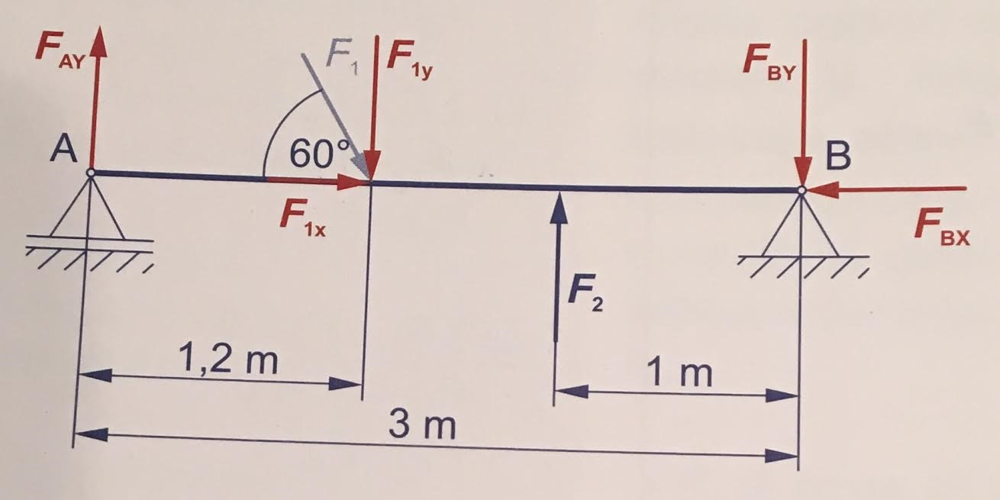 F_AY
F_1
F_1y
F_BY
A
60°
B
F_1x
F_BX
F_2
1,2 m
1 m
3 m